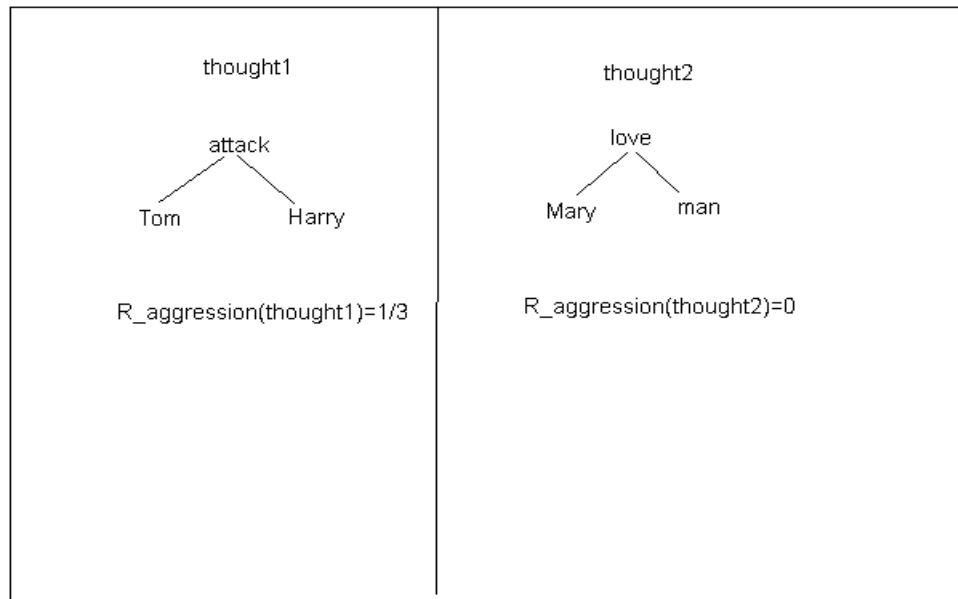 thought1
attack
Tom Harry
R_aggression(thought1)=1/3
thought2
love
Mary man
R_aggression(thought2)=0